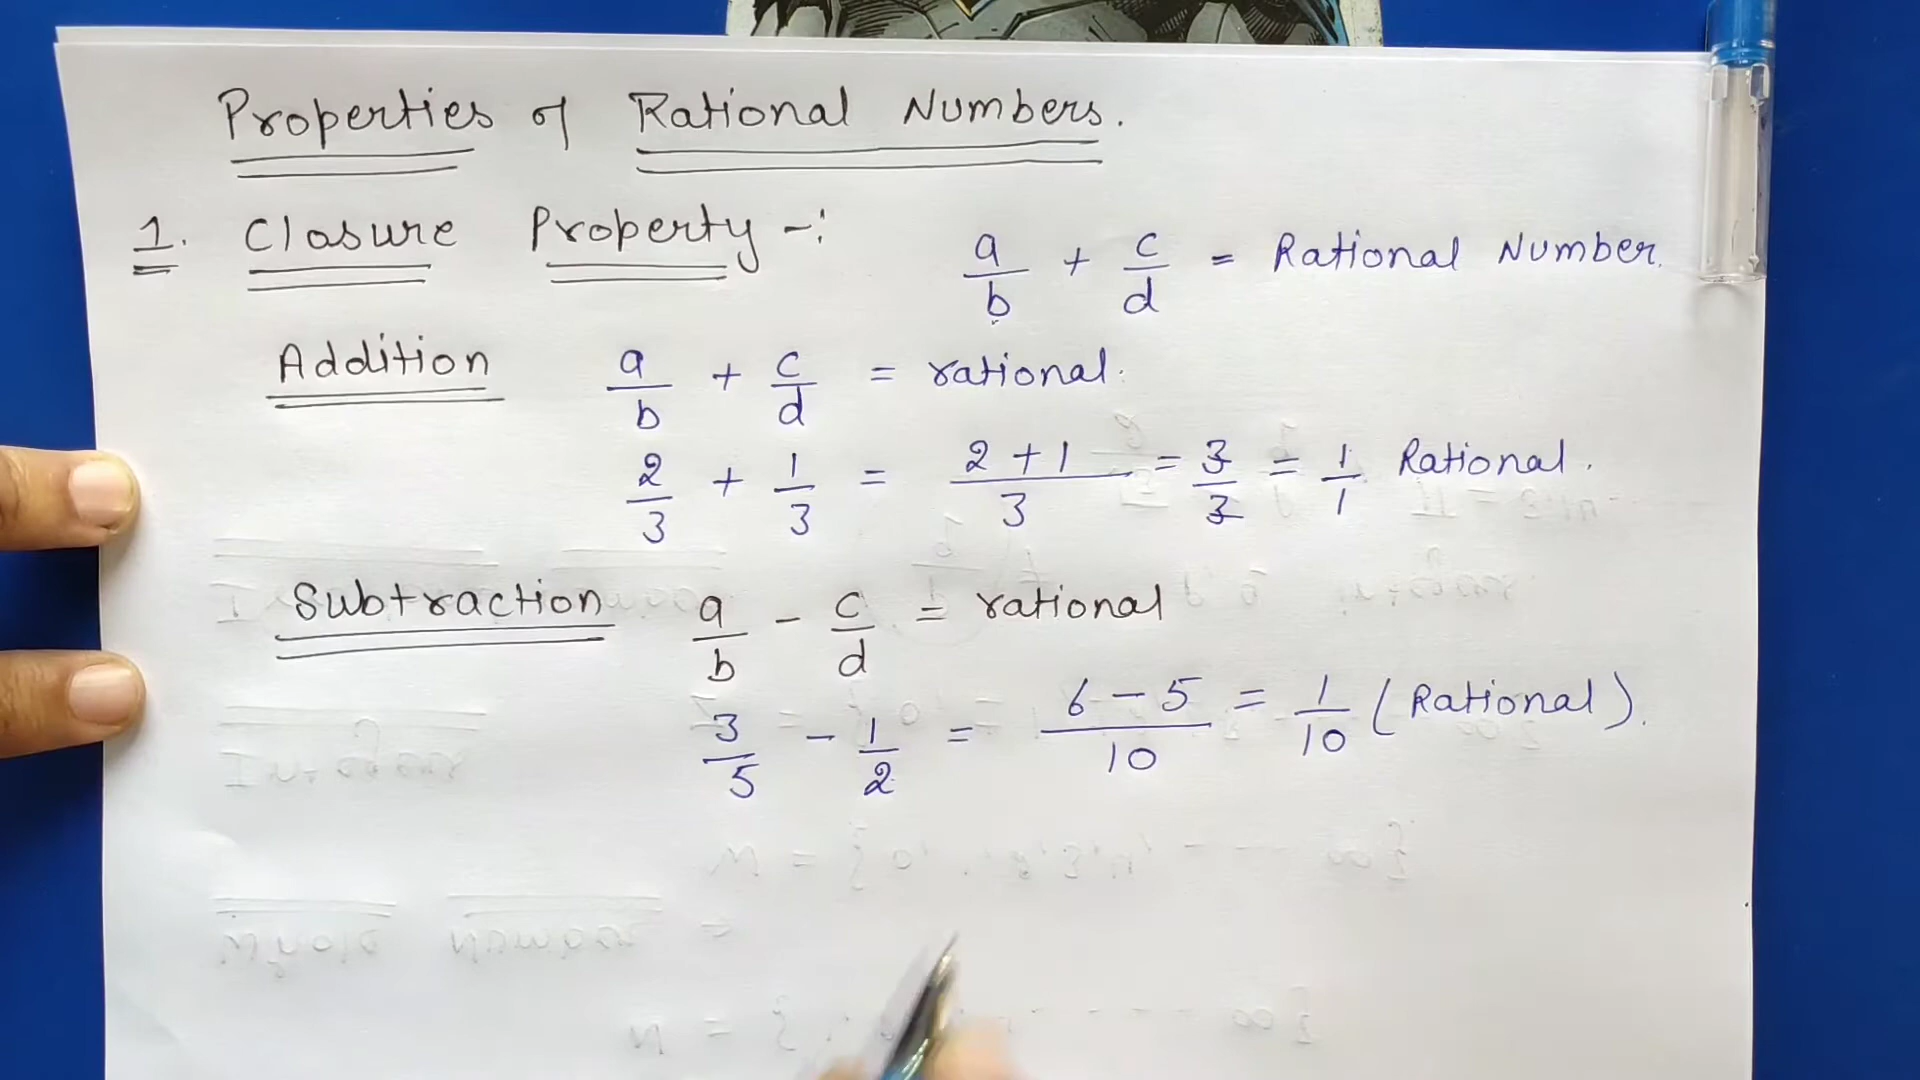 Properties of Rational Numbers.
1. Closure Property -:
a/b + c/d = Rational Number.
Addition a/b + c/d = rational.
2/3 + 1/3 = 2+1/3 = 3/3 = 1/1 Rational.
Subtraction a/b - c/d = rational
3/5 - 1/2 = 6-5/10 = 1/10 (Rational).